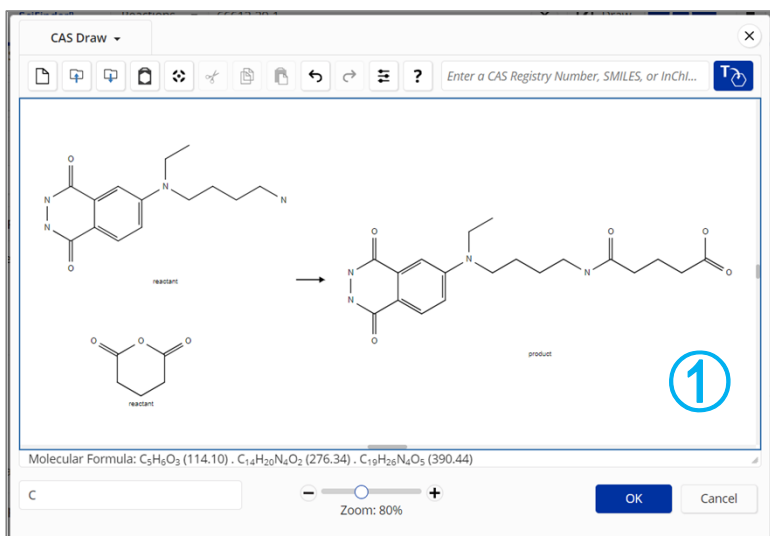 CAS Draw
?
Enter a CAS Registry Number, SMILES, or InChI...
T
O
N
N
N
O
N
reactant
O
O
O
reactant
O
N
N
O
N
N
O
O
O
product
①
Molecular Formula: C₅H₆O₃ (114.10) . C₁₄H₂₀N₄O₂ (276.34) . C₁₉H₂₆N₄O₅ (390.44)
C
Zoom: 80%
OK
Cancel